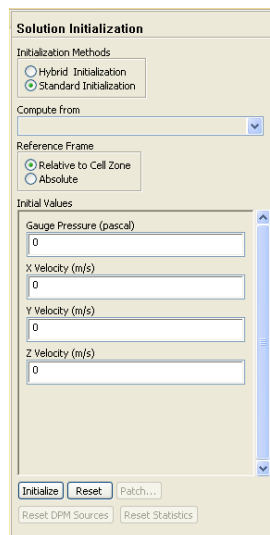 Solution Initialization
Initialization Methods
Hybrid Initialization
Standard Initialization
Compute from
Reference Frame
Relative to Cell Zone
Absolute
Initial Values
Gauge Pressure (pascal)
0
X Velocity (m/s)
0
Y Velocity (m/s)
0
Z Velocity (m/s)
0
Initialize Reset Patch...
Reset DPM Sources Reset Statistics